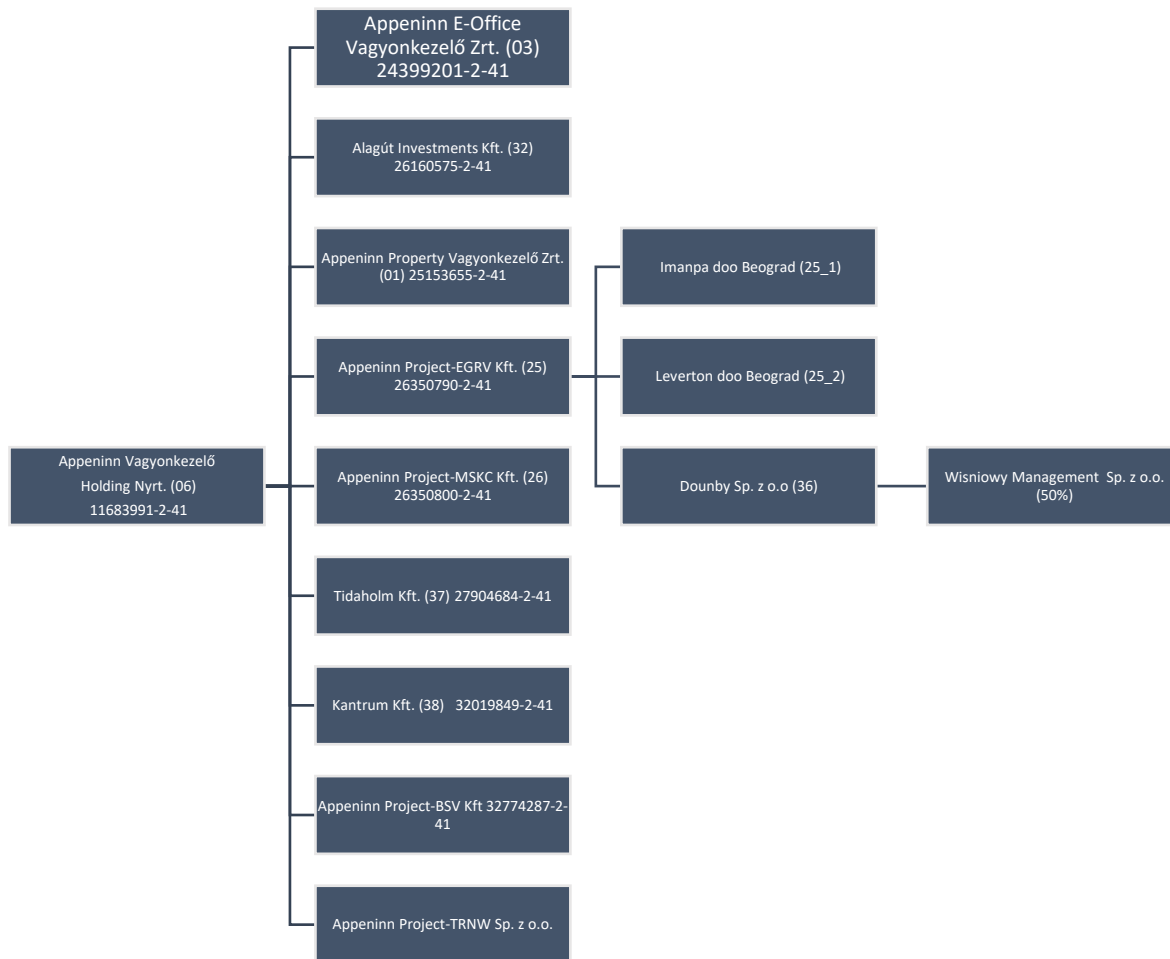 Appeninn E-Office
Vagyonkezelő Zrt. (03)
24399201-2-41
Alagút Investments Kft. (32)
26160575-2-41
Appeninn Property Vagyonkezelő Zrt.
(01) 25153655-2-41
Imanpa doo Beograd (25_1)
Appeninn Project-EGRV Kft. (25)
26350790-2-41
Leverton doo Beograd (25_2)
Appeninn Vagyonkezelő
Holding Nyrt. (06)
11683991-2-41
Appeninn Project-MSKC Kft. (26)
26350800-2-41
Dounby Sp. z o.o (36)
Wisniowy Management  Sp. z o.o.
(50%)
Tidaholm Kft. (37) 27904684-2-41
Kantrum Kft. (38)   32019849-2-41
Appeninn Project-BSV Kft 32774287-2-
41
Appeninn Project-TRNW Sp. z o.o.